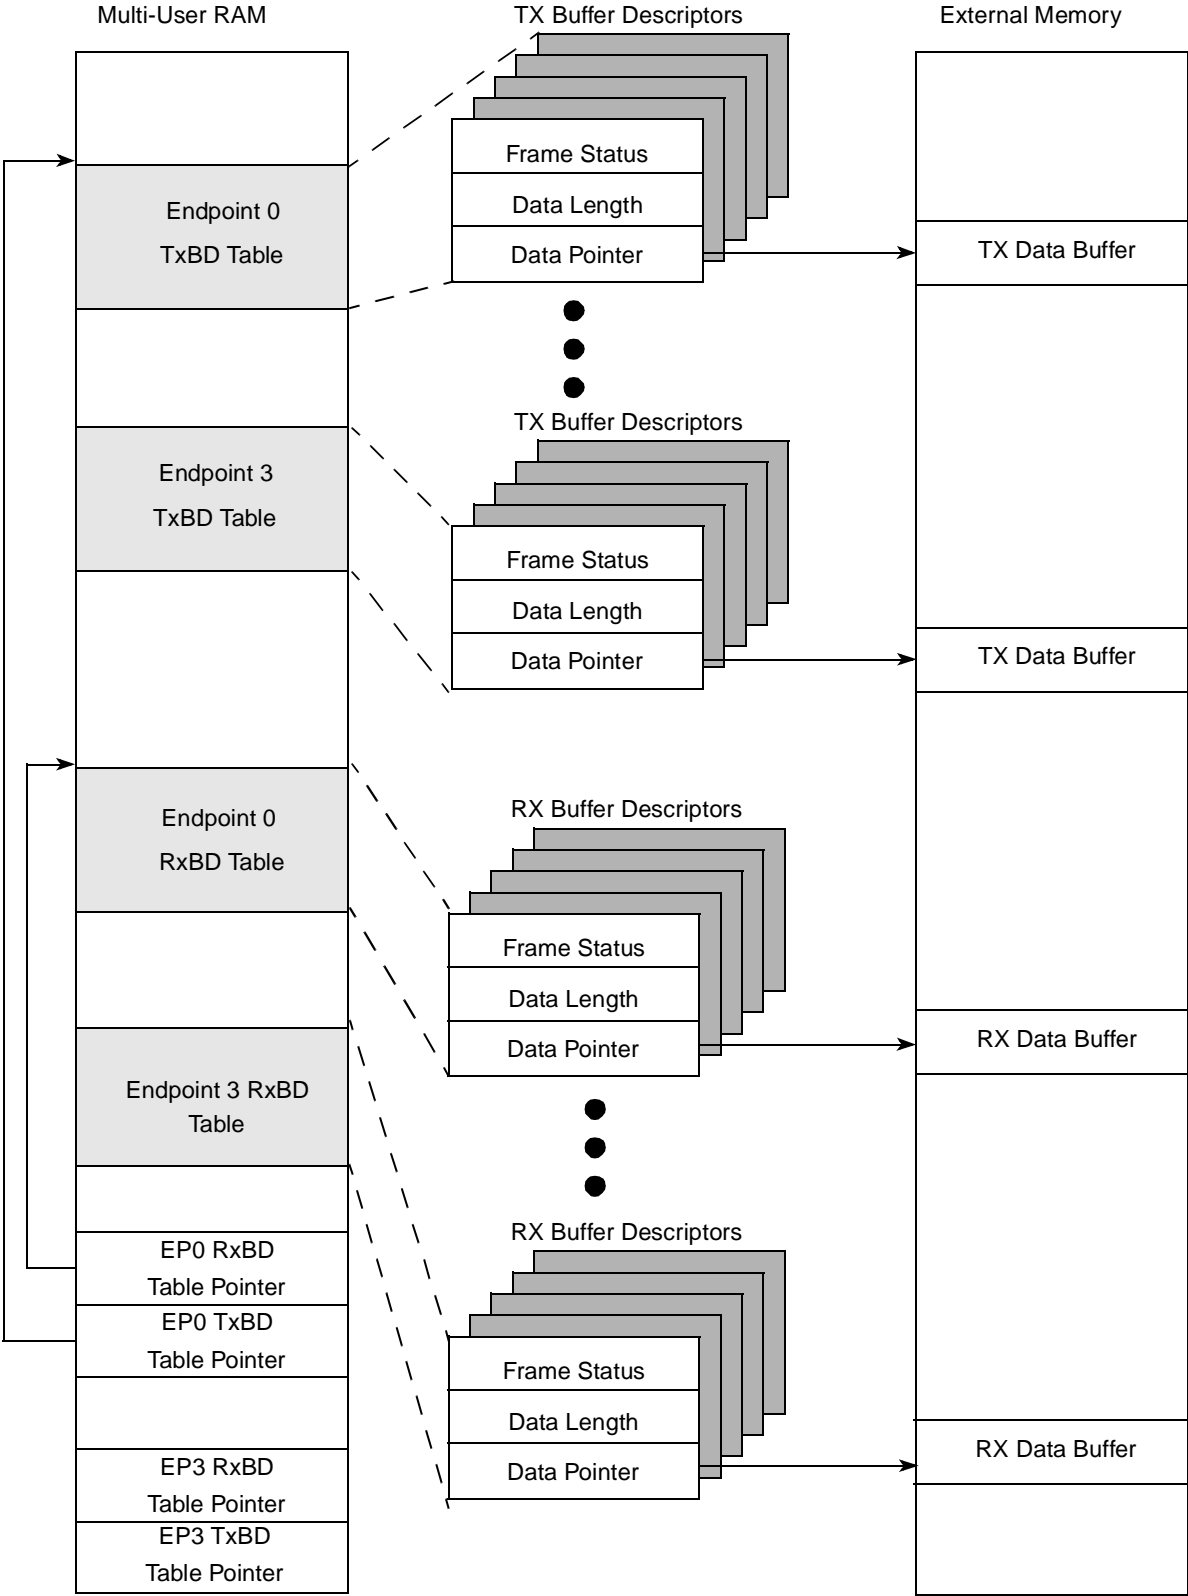 Multi-User RAM
TX Buffer Descriptors
External Memory
Endpoint 0
TxBD Table
Frame Status
Data Length
Data Pointer
TX Data Buffer
Endpoint 3
TxBD Table
TX Buffer Descriptors
Frame Status
Data Length
Data Pointer
TX Data Buffer
Endpoint 0
RxBD Table
RX Buffer Descriptors
Frame Status
Data Length
Data Pointer
RX Data Buffer
Endpoint 3 RxBD
Table
RX Buffer Descriptors
Frame Status
Data Length
Data Pointer
RX Data Buffer
EP0 RxBD
Table Pointer
EP0 TxBD
Table Pointer
EP3 RxBD
Table Pointer
EP3 TxBD
Table Pointer